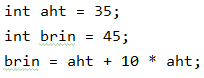 int aht = 35;
int brin = 45;
brin = aht + 10 * aht;